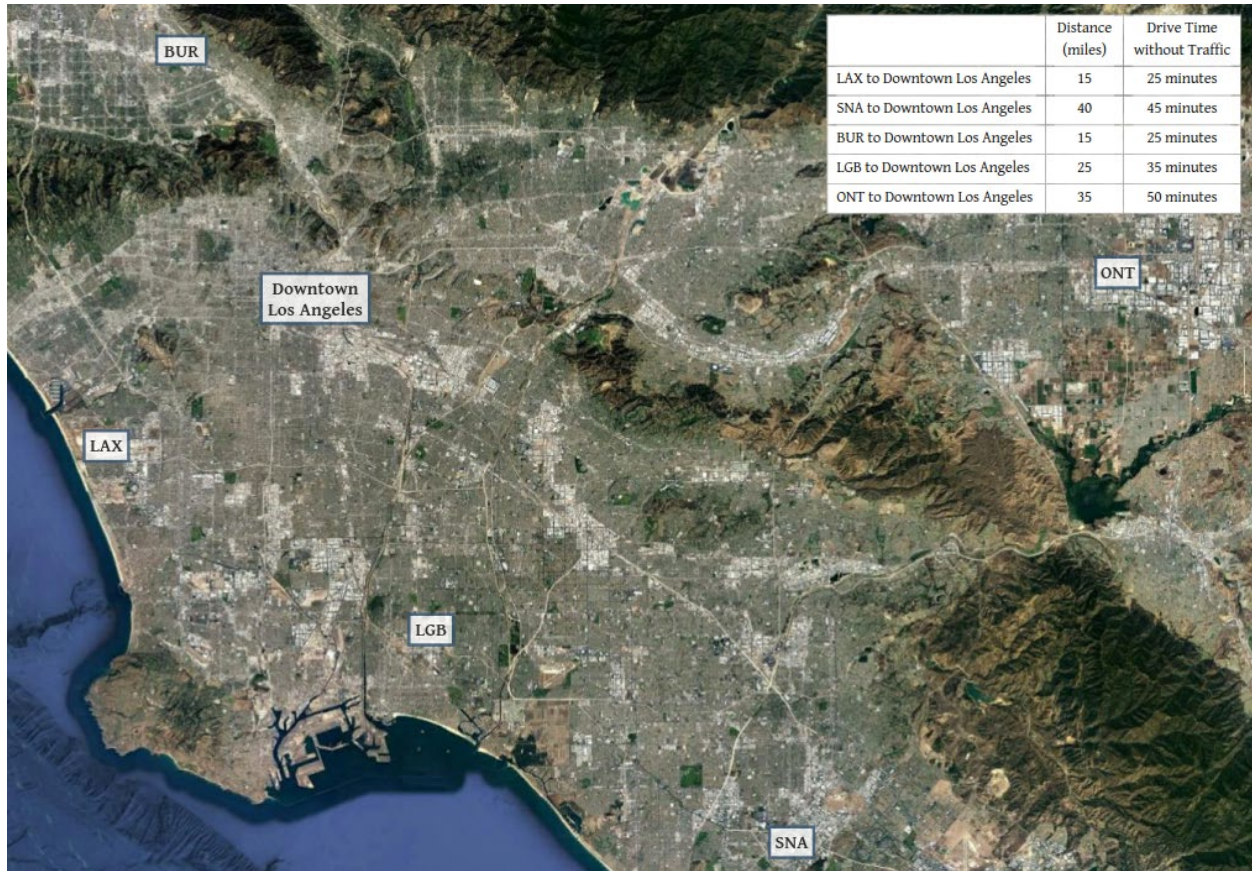 BUR
Distance
(miles)
Drive Time
without Traffic
LAX to Downtown Los Angeles 15 25 minutes
SNA to Downtown Los Angeles 40 45 minutes
BUR to Downtown Los Angeles 15 25 minutes
LGB to Downtown Los Angeles 25 35 minutes
ONT to Downtown Los Angeles 35 50 minutes
ONT
Downtown
Los Angeles
LAX
LGB
SNA